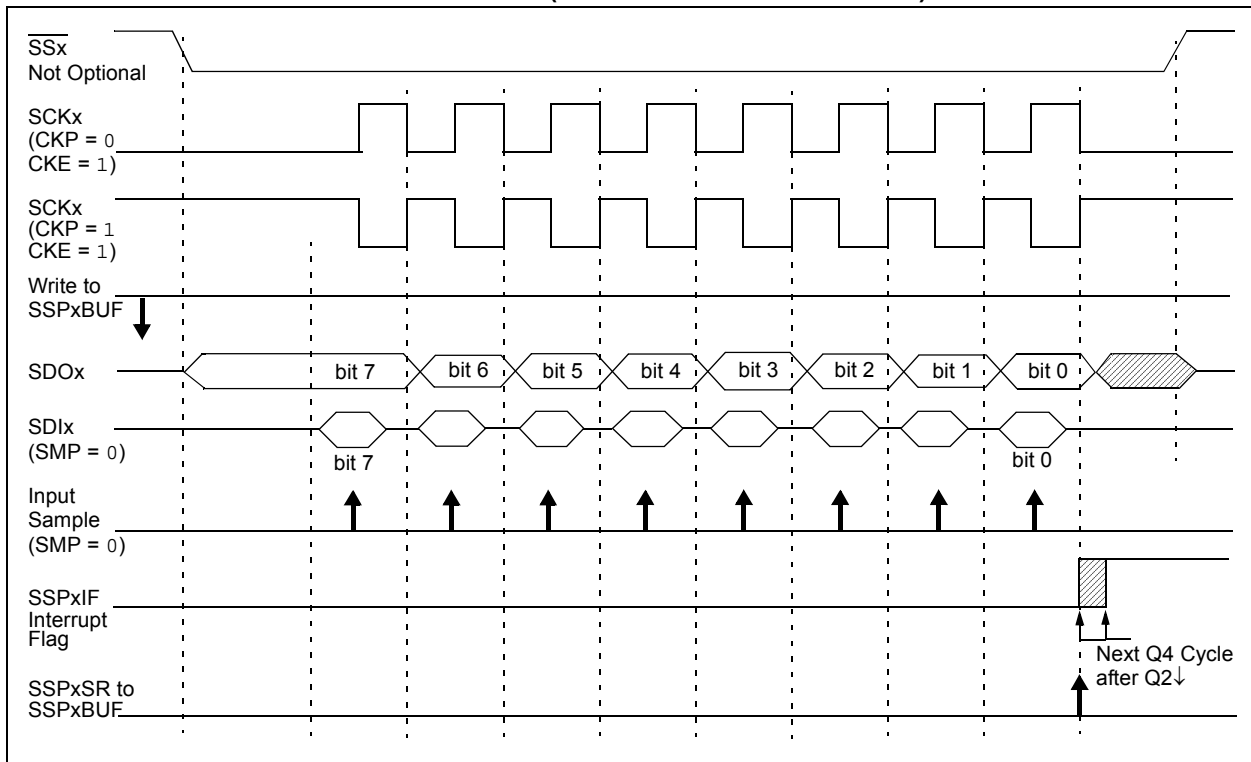 SSx
Not Optional
SCKx
(CKP = 0
CKE = 1)
SCKx
(CKP = 1
CKE = 1)
Write to
SSPxBUF
SDOx
bit 7
bit 6
bit 5
bit 4
bit 3
bit 2
bit 1
bit 0
SDIx
(SMP = 0)
bit 7
bit 0
Input
Sample
(SMP = 0)
SSPxIF
Interrupt
Flag
Next Q4 Cycle
after Q2↓
SSPxSR to
SSPxBUF